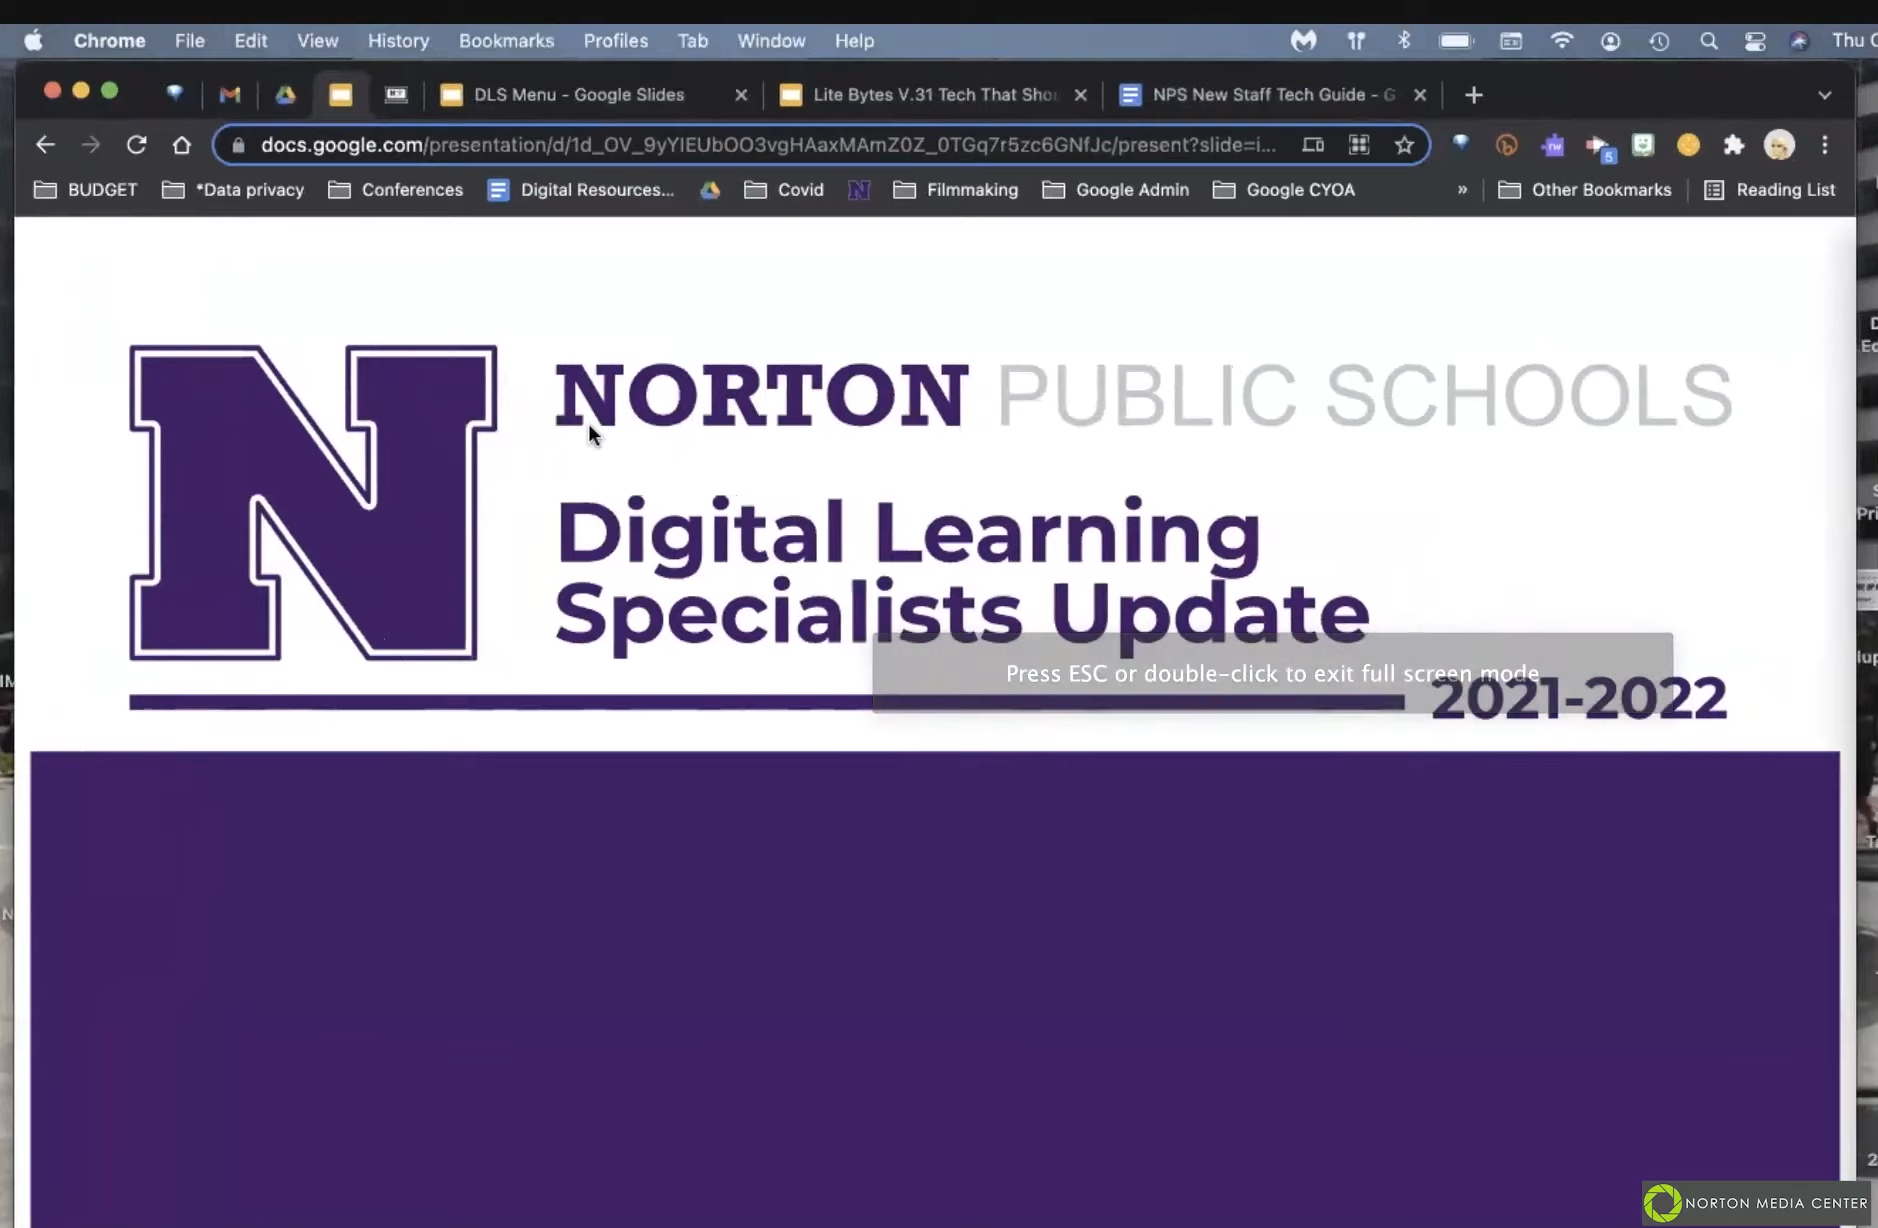 Chrome File Edit View History Bookmarks Profiles Tab Window Help Thu
DLS Menu - Google Slides Lite Bytes V.31 Tech That Sho NPS New Staff Tech Guide - G
docs.google.com/presentation/d/1d_OV_9yYIEUbOO3vgHAaxMAmZ0Z_0TGq7r5zc6GNfJc/present?slide=i...
5
BUDGET *Data privacy Conferences Digital Resources... Covid N Filmmaking Google Admin Google CYOA » Other Bookmarks Reading List
N
NORTON PUBLIC SCHOOLS
Digital Learning
Specialists Update
Press ESC or double-click to exit full screen mode
2021-2022
NORTON MEDIA CENTER